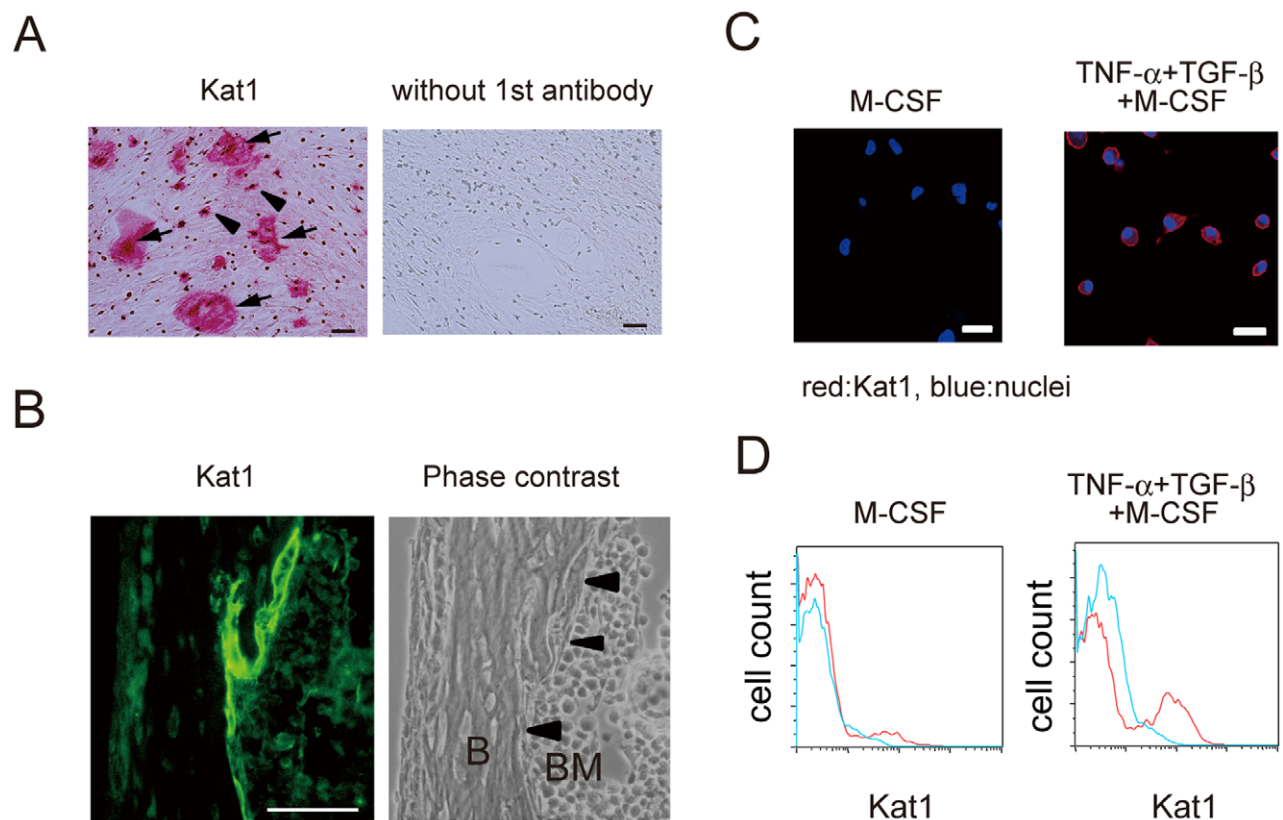 A
Kat1
without 1st antibody
B
Kat1
Phase contrast
B
BM
C
M-CSF
TNF-α+TGF-β
+M-CSF
red:Kat1, blue:nuclei
D
M-CSF
TNF-α+TGF-β
+M-CSF
cell count
cell count
Kat1
Kat1